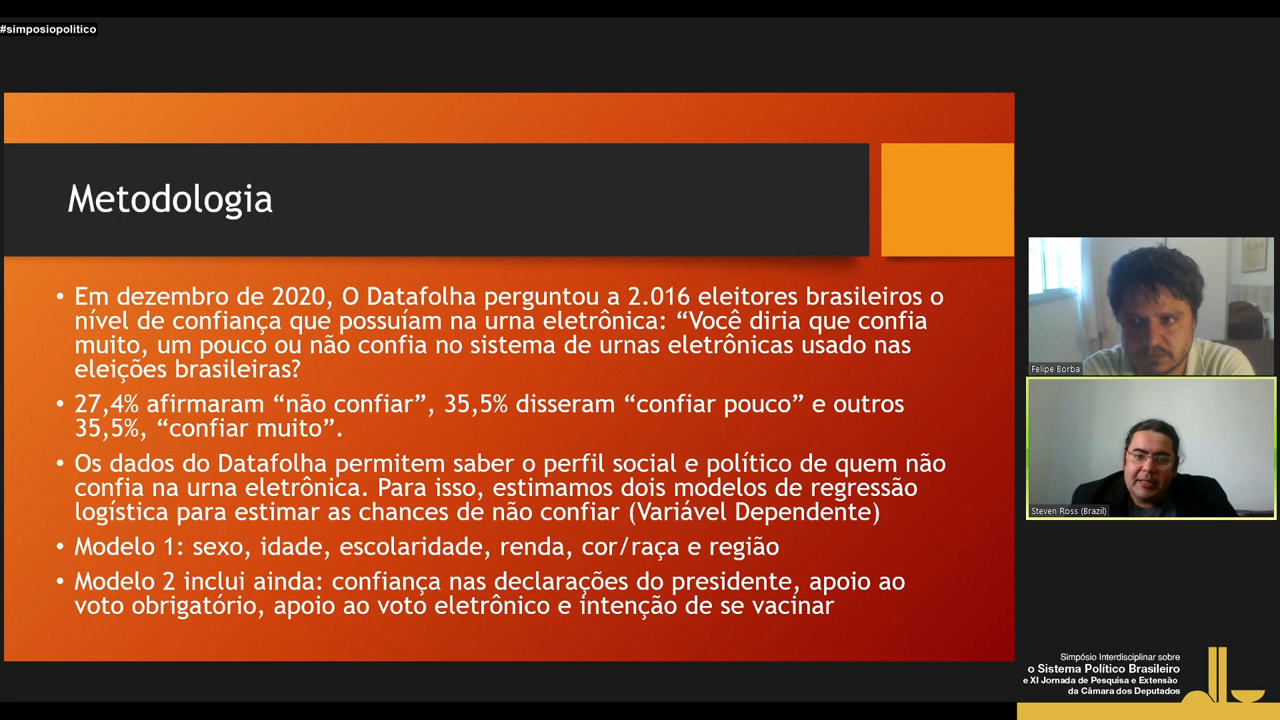 #simposiopolitico
Metodologia
• Em dezembro de 2020, O Datafolha perguntou a 2.016 eleitores brasileiros o
nível de confiança que possuíam na urna eletrônica: “Você diria que confia
muito, um pouco ou não confia no sistema de urnas eletrônicas usado nas
eleições brasileiras?
• 27,4% afirmaram “não confiar”, 35,5% disseram “confiar pouco” e outros
35,5%, “confiar muito”.
• Os dados do Datafolha permitem saber o perfil social e político de quem não
confia na urna eletrônica. Para isso, estimamos dois modelos de regressão
logística para estimar as chances de não confiar (Variável Dependente)
• Modelo 1: sexo, idade, escolaridade, renda, cor/raça e região
• Modelo 2 inclui ainda: confiança nas declarações do presidente, apoio ao
voto obrigatório, apoio ao voto eletrônico e intenção de se vacinar
Felipe Borba
Steven Ross (Brazil)
Simpósio Interdisciplinar sobre
o Sistema Político Brasileiro
e XI Jornada de Pesquisa e Extensão
da Câmara dos Deputados